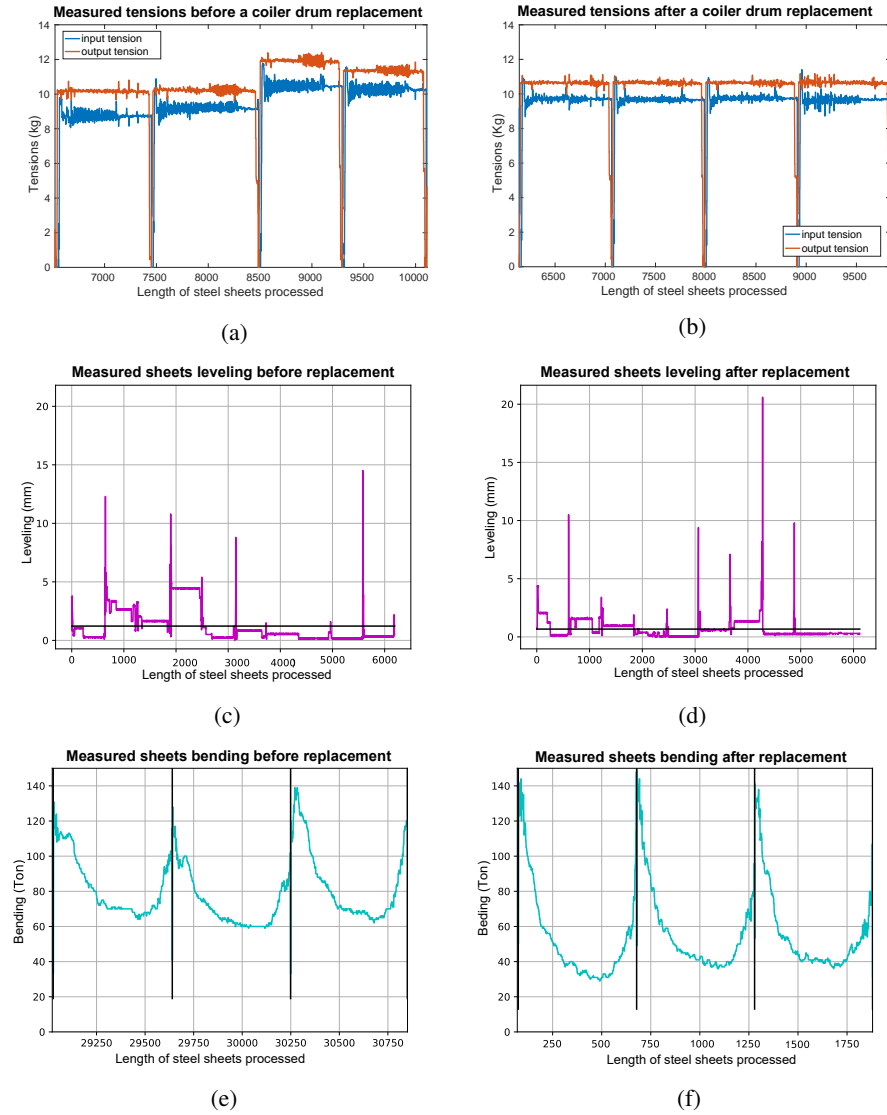 Measured tensions before a coiler drum replacement
Tensions (kg)
14
12
10
8
6
4
2
0
input tension
output tension
7000 7500 8000 8500 9000 9500 10000
Length of steel sheets processed
(a)
Measured tensions after a coiler drum replacement
Tensions (Kg)
14
12
10
8
6
4
2
0
input tension
output tension
6500 7000 7500 8000 8500 9000 9500
Length of steel sheets processed
(b)
Measured sheets leveling before replacement
Leveling (mm)
20
15
10
5
0
0 1000 2000 3000 4000 5000 6000
Length of steel sheets processed
(c)
Measured sheets leveling after replacement
Leveling (mm)
20
15
10
5
0
0 1000 2000 3000 4000 5000 6000
Length of steel sheets processed
(d)
Measured sheets bending before replacement
Bending (Ton)
140
120
100
80
60
40
20
0
29250 29500 29750 30000 30250 30500 30750
Length of steel sheets processed
(e)
Measured sheets bending after replacement
Beding (Ton)
140
120
100
80
60
40
20
0
250 500 750 1000 1250 1500 1750
Length of steel sheets processed
(f)